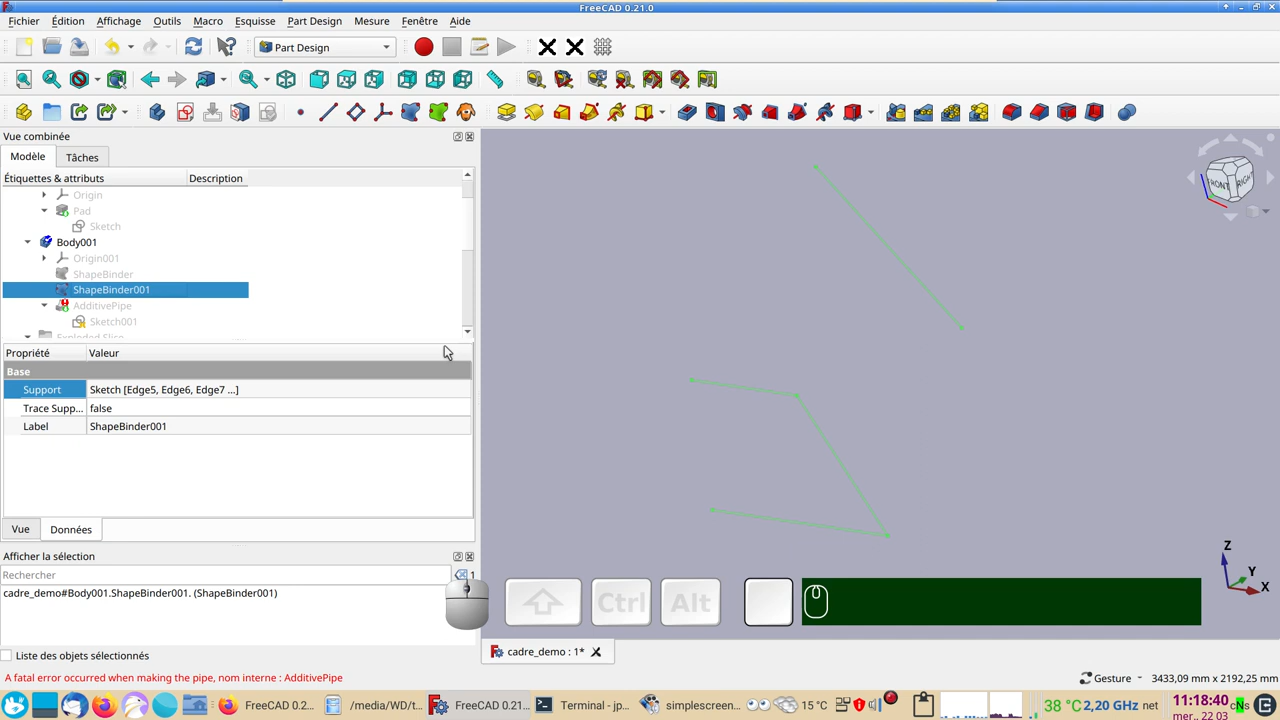 FreeCAD 0.21.0
Fichier Édition Affichage Outils Macro Esquisse Part Design Mesure Fenêtre Aide
Part Design
Vue combinée
Modèle Tâches
Étiquettes & attributs Description
Origin
Pad
Sketch
Body001
Origin001
ShapeBinder
ShapeBinder001
AdditivePipe
Sketch001
Propriété Valeur
Base
Support Sketch [Edge5, Edge6, Edge7 ...]
Trace Supp... false
Label ShapeBinder001
Vue Données
Afficher la sélection
Rechercher
1
cadre_demo#Body001.ShapeBinder001. (ShapeBinder001)
Liste des objets sélectionnés
FRONT RIGHT
Z
Y
X
Ctrl Alt
cadre_demo : 1*
A fatal error occurred when making the pipe, nom interne : AdditivePipe
Gesture 3433,09 mm x 2192,25 mm
FreeCAD 0.2... /media/WD/t... FreeCAD 0.21... Terminal - jp... simplescreen... 15 °C 38 °C 2,20 GHz net 11:18:40
mer.. 22 03